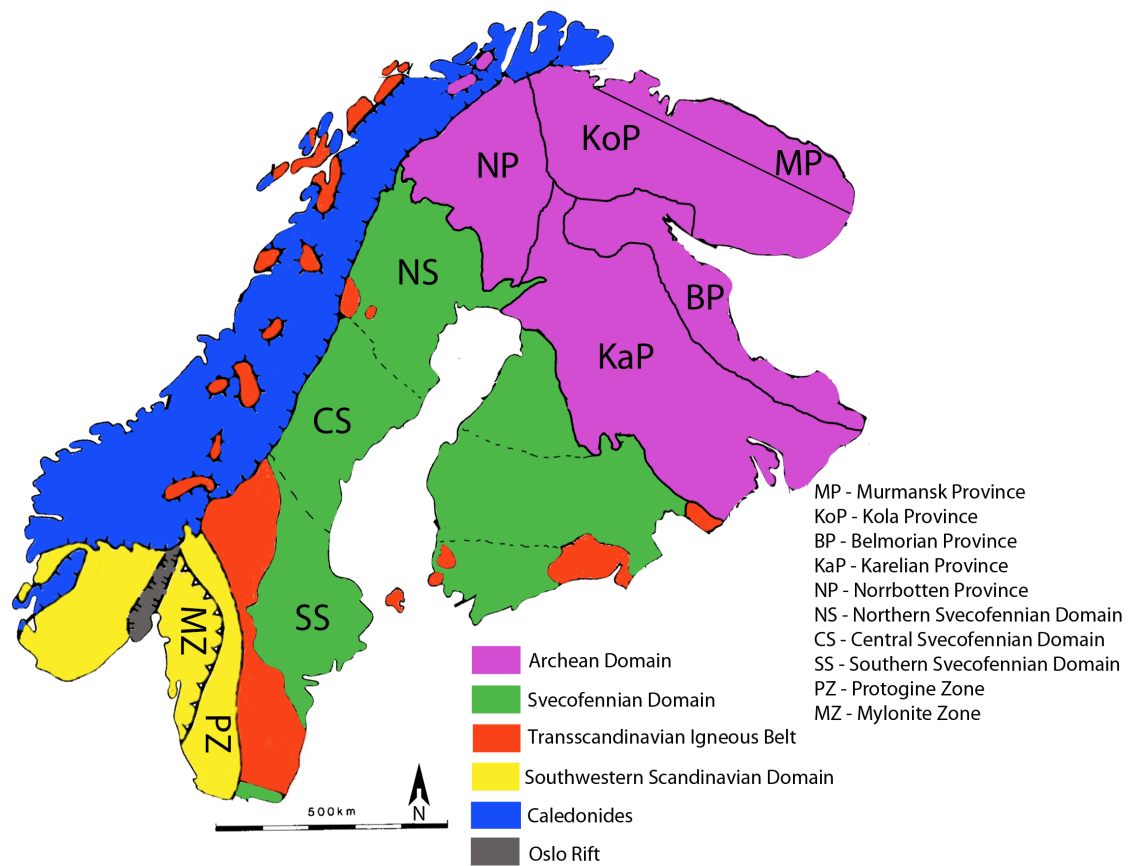 KoP
MP
NP
NS
BP
KaP
CS
MP - Murmansk Province
KoP - Kola Province
BP - Belmorian Province
KaP - Karelian Province
NP - Norrbotten Province
NS - Northern Svecofennian Domain
CS - Central Svecofennian Domain
SS - Southern Svecofennian Domain
PZ - Protogine Zone
MZ - Mylonite Zone
SS
MZ
PZ
Archean Domain
Svecofennian Domain
Transscandinavian Igneous Belt
Southwestern Scandinavian Domain
Caledonides
Oslo Rift
500km
N